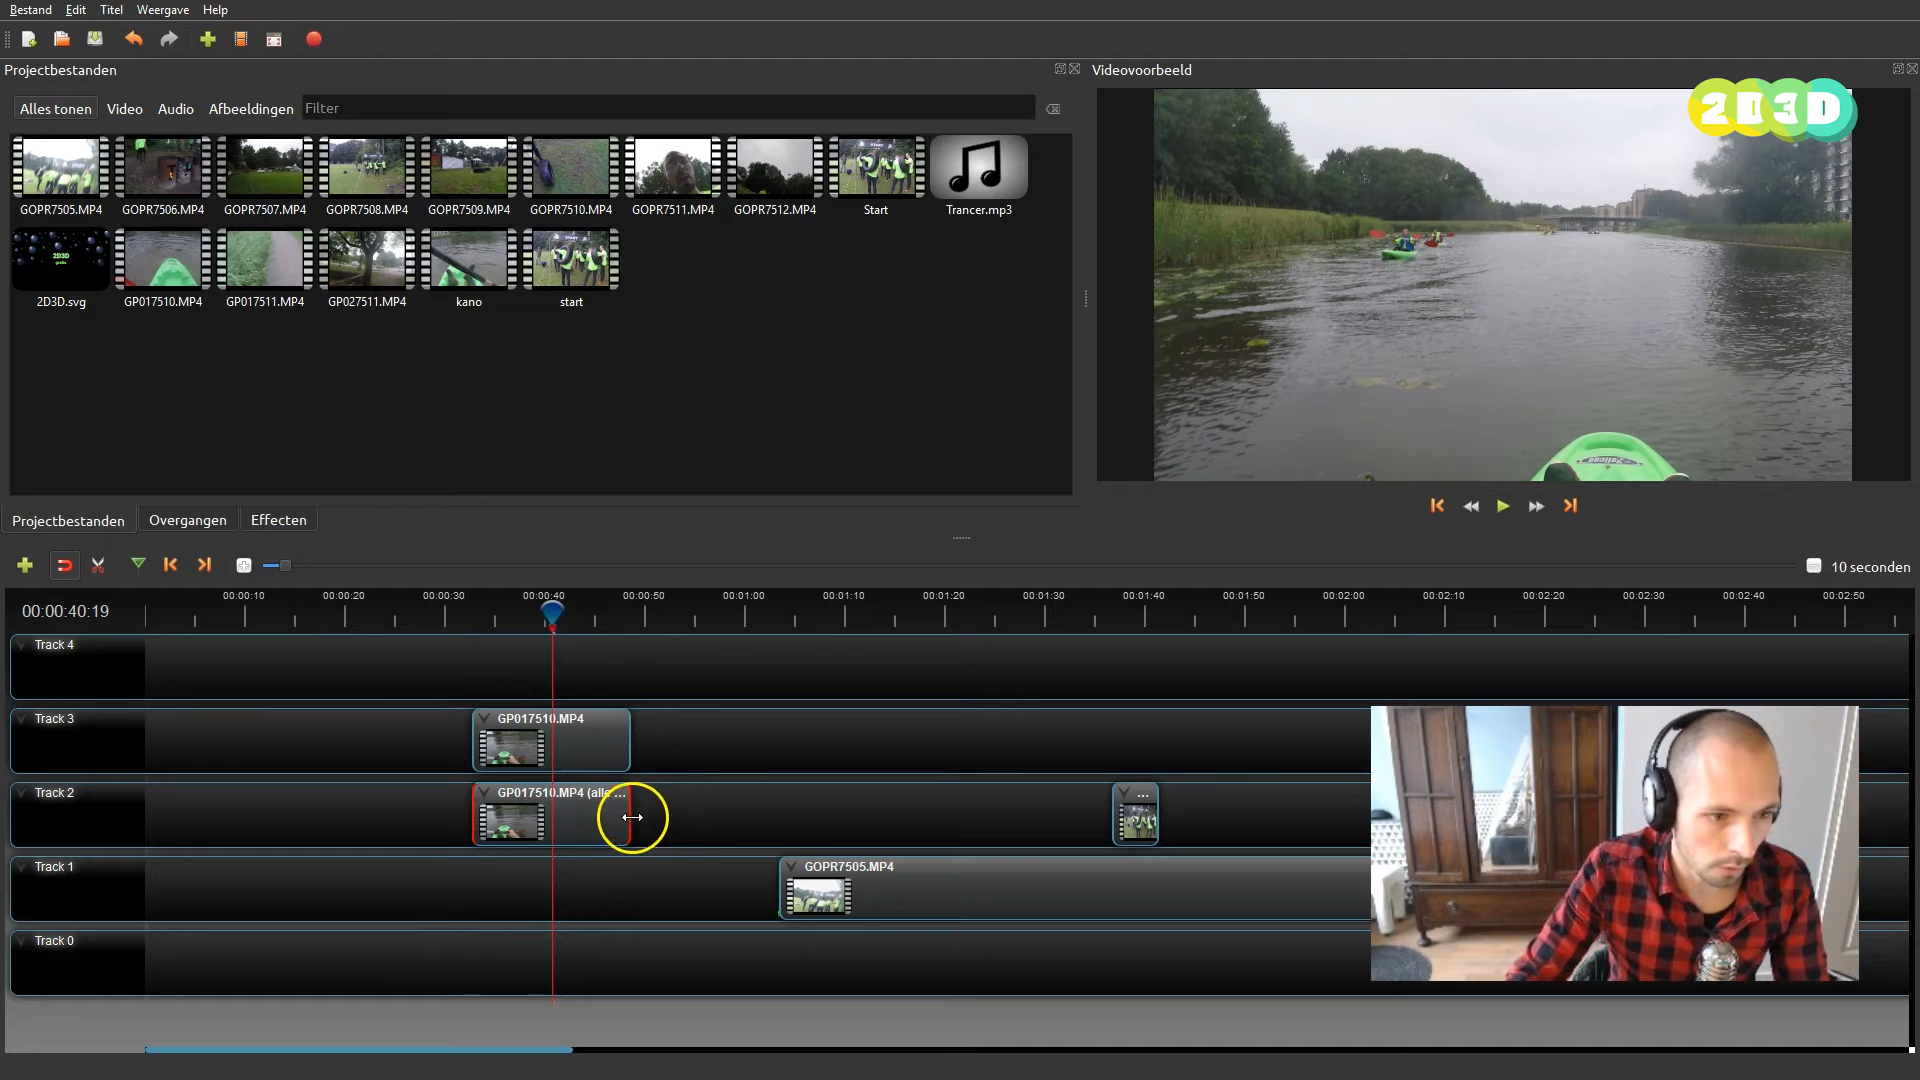 Bestand Edit Titel Weergave Help
Projectbestanden
Videovoorbeeld
2D3D
Alles tonen Video Audio Afbeeldingen Filter
GOPR7505.MP4 GOPR7506.MP4 GOPR7507.MP4 GOPR7508.MP4 GOPR7509.MP4 GOPR7510.MP4 GOPR7511.MP4 GOPR7512.MP4 Start Trancer.mp3
2D3D
2D3D.svg GP017510.MP4 GP017511.MP4 GP027511.MP4 kano start
Projectbestanden Overgangen Effecten
10 seconden
00:00:10 00:00:20 00:00:30 00:00:40 00:00:50 00:01:00 00:01:10 00:01:20 00:01:30 00:01:40 00:01:50 00:02:00 00:02:10 00:02:20 00:02:30 00:02:40 00:02:50
00:00:40:19
Track 4
Track 3
GP017510.MP4
Track 2
GP017510.MP4 (alle ...
...
Track 1
GOPR7505.MP4
Track 0